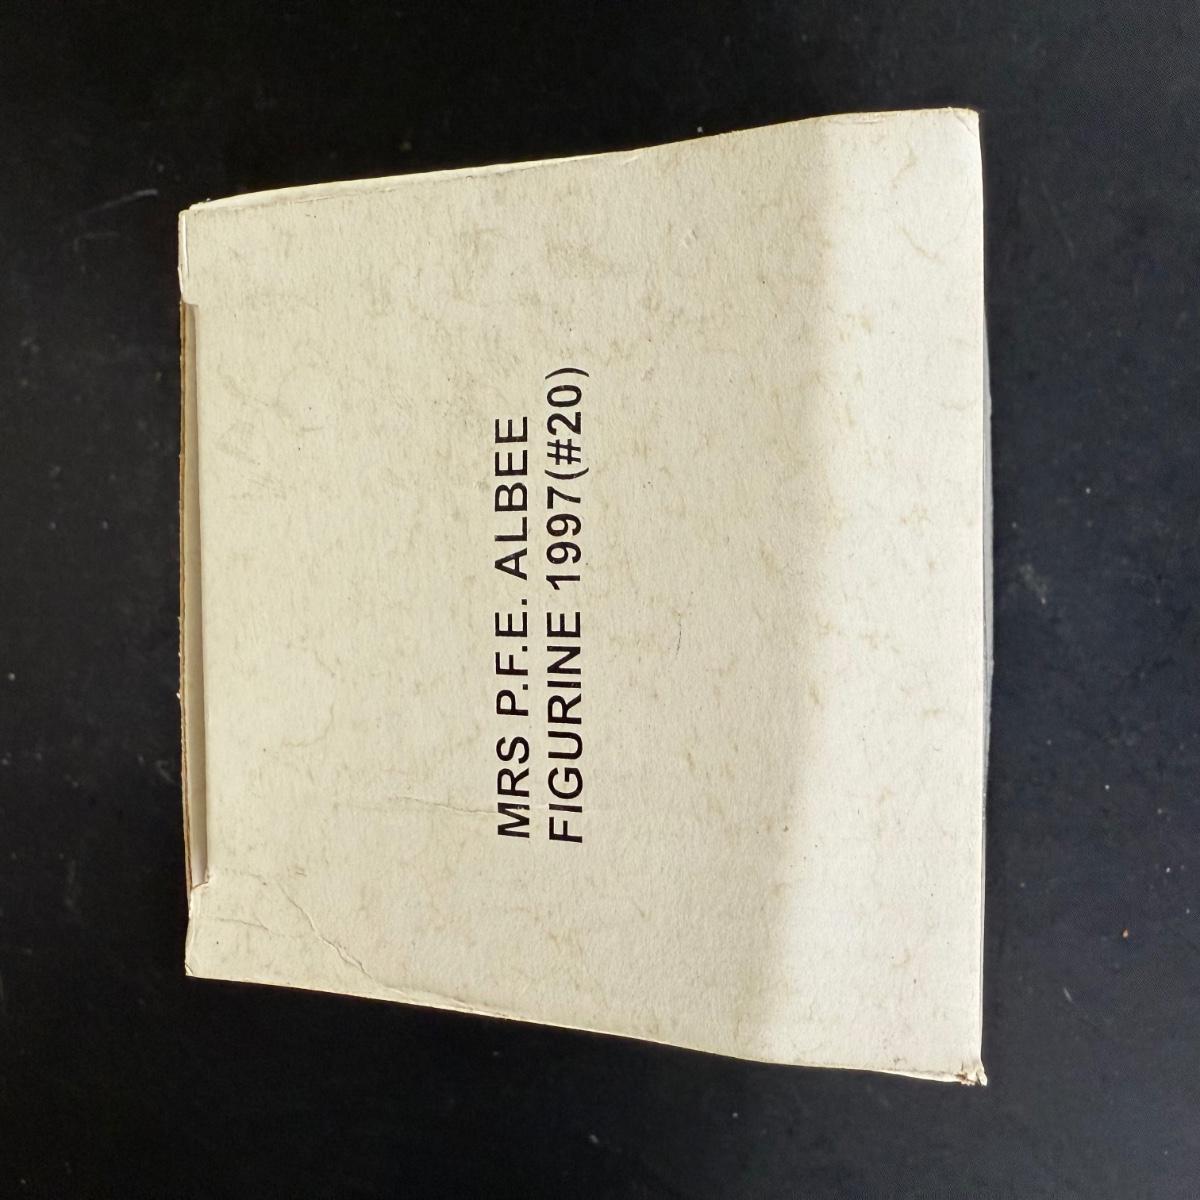 MRS P.F.E. ALBEE
FIGURINE 1997(#20)